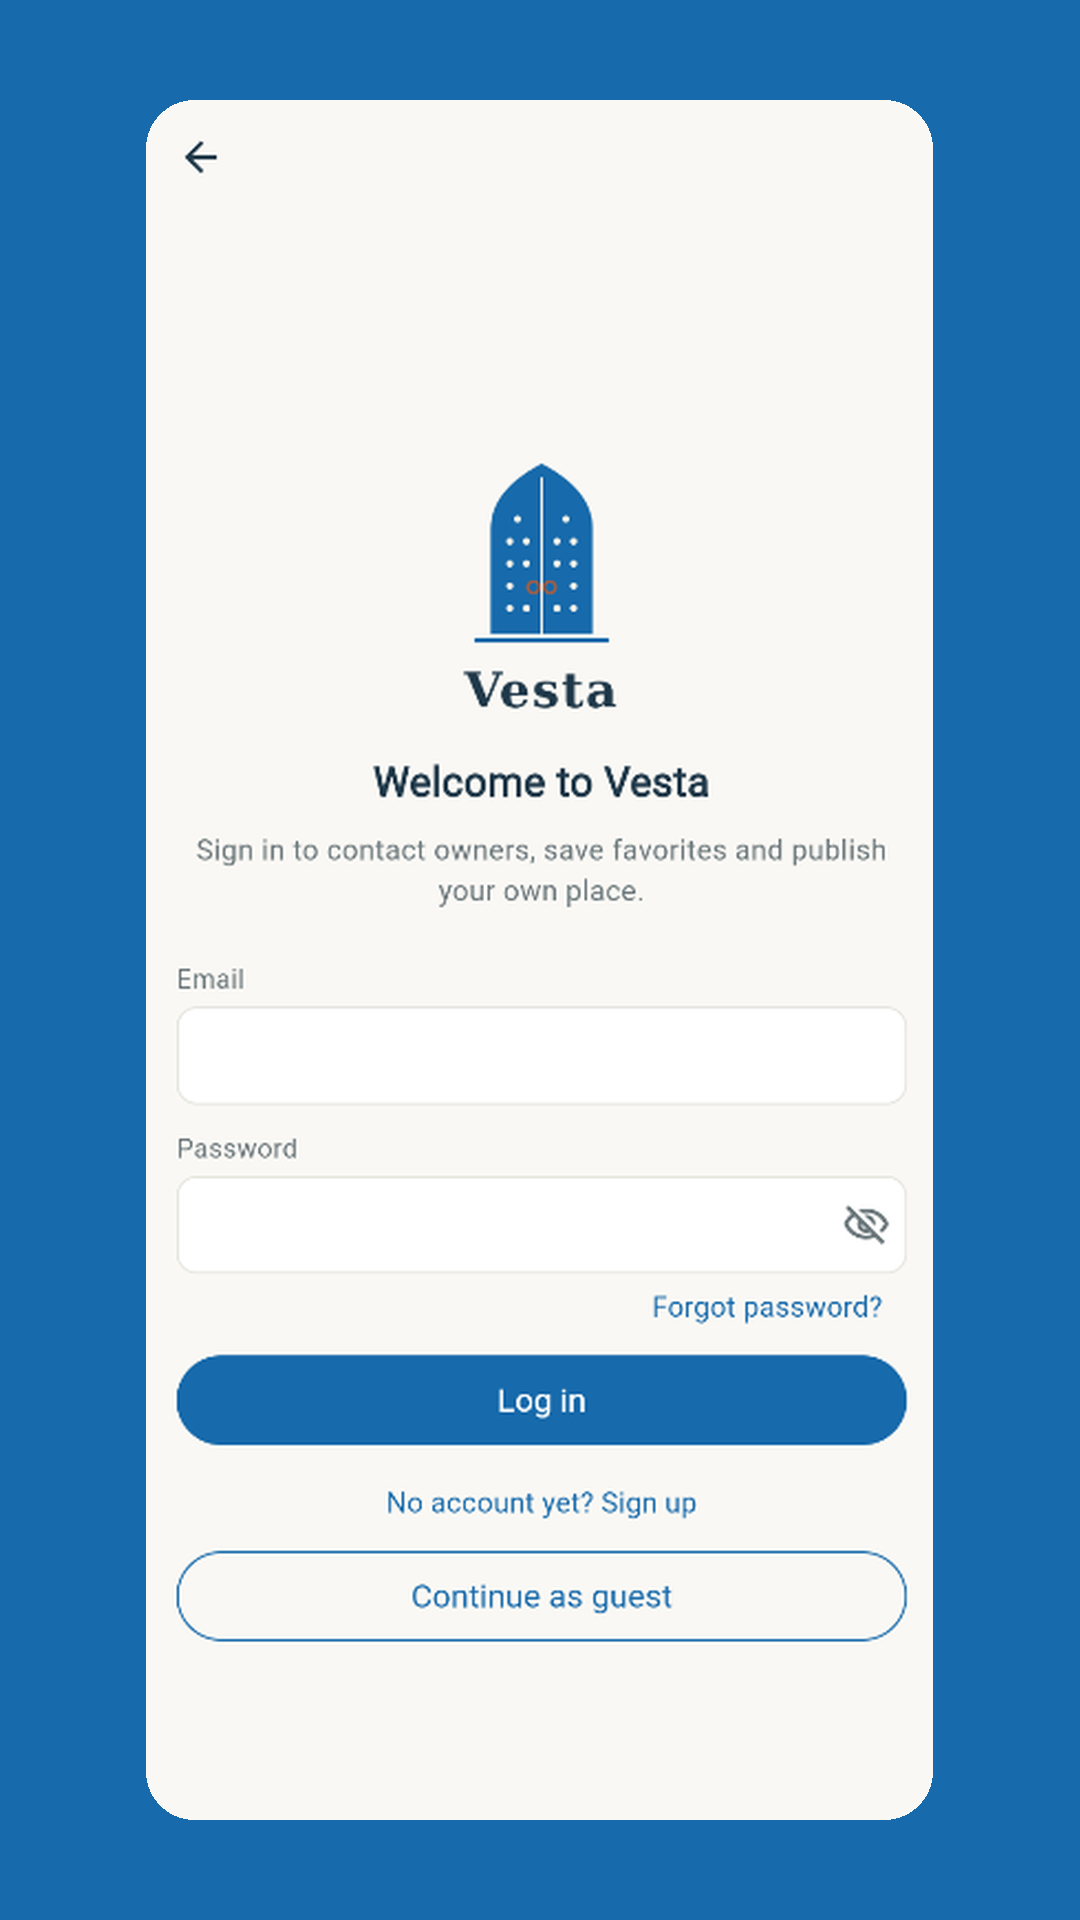 Vesta
Welcome to Vesta
Sign in to contact owners, save favorites and publish
your own place.
Email
Password
Forgot password?
Log in
No account yet? Sign up
Continue as guest